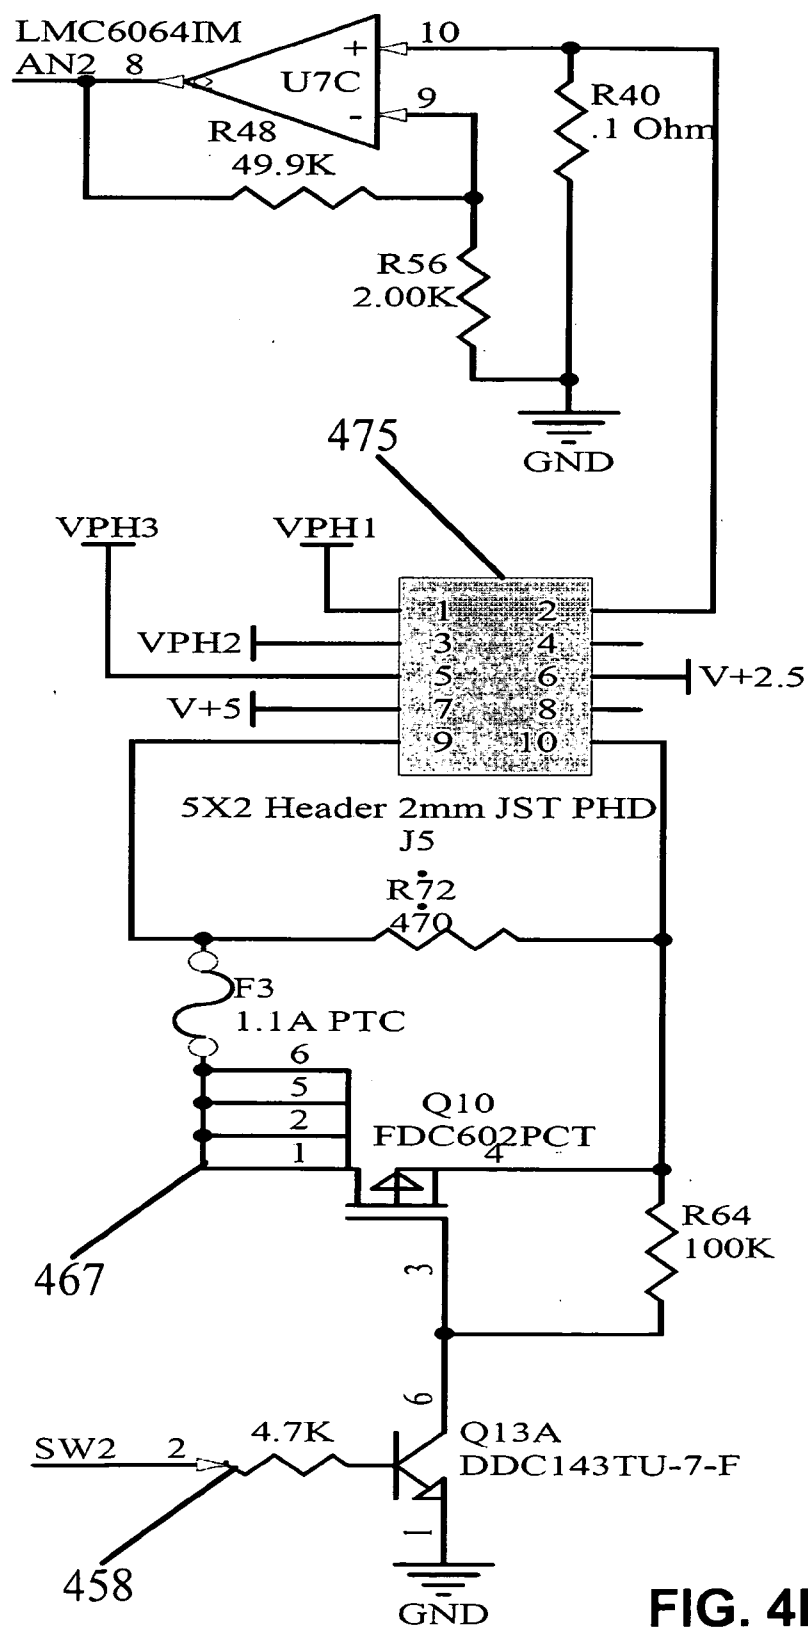 LMC6064IM
AN2 8
U7C
+ 10
- 9
R40
.1 Ohm
R48
49.9K
R56
2.00K
GND
475
VPH3
VPH1
1 2
VPH2 3 4
5 6 V+2.5
V+5 7 8
9 10
5X2 Header 2mm JST PHD
J5
R72
470
F3
1.1A PTC
6
5
2
1
Q10
FDC602PCT
4
467
R64
100K
3
6
SW2 2
4.7K
Q13A
DDC143TU-7-F
1
458
GND
FIG. 4I